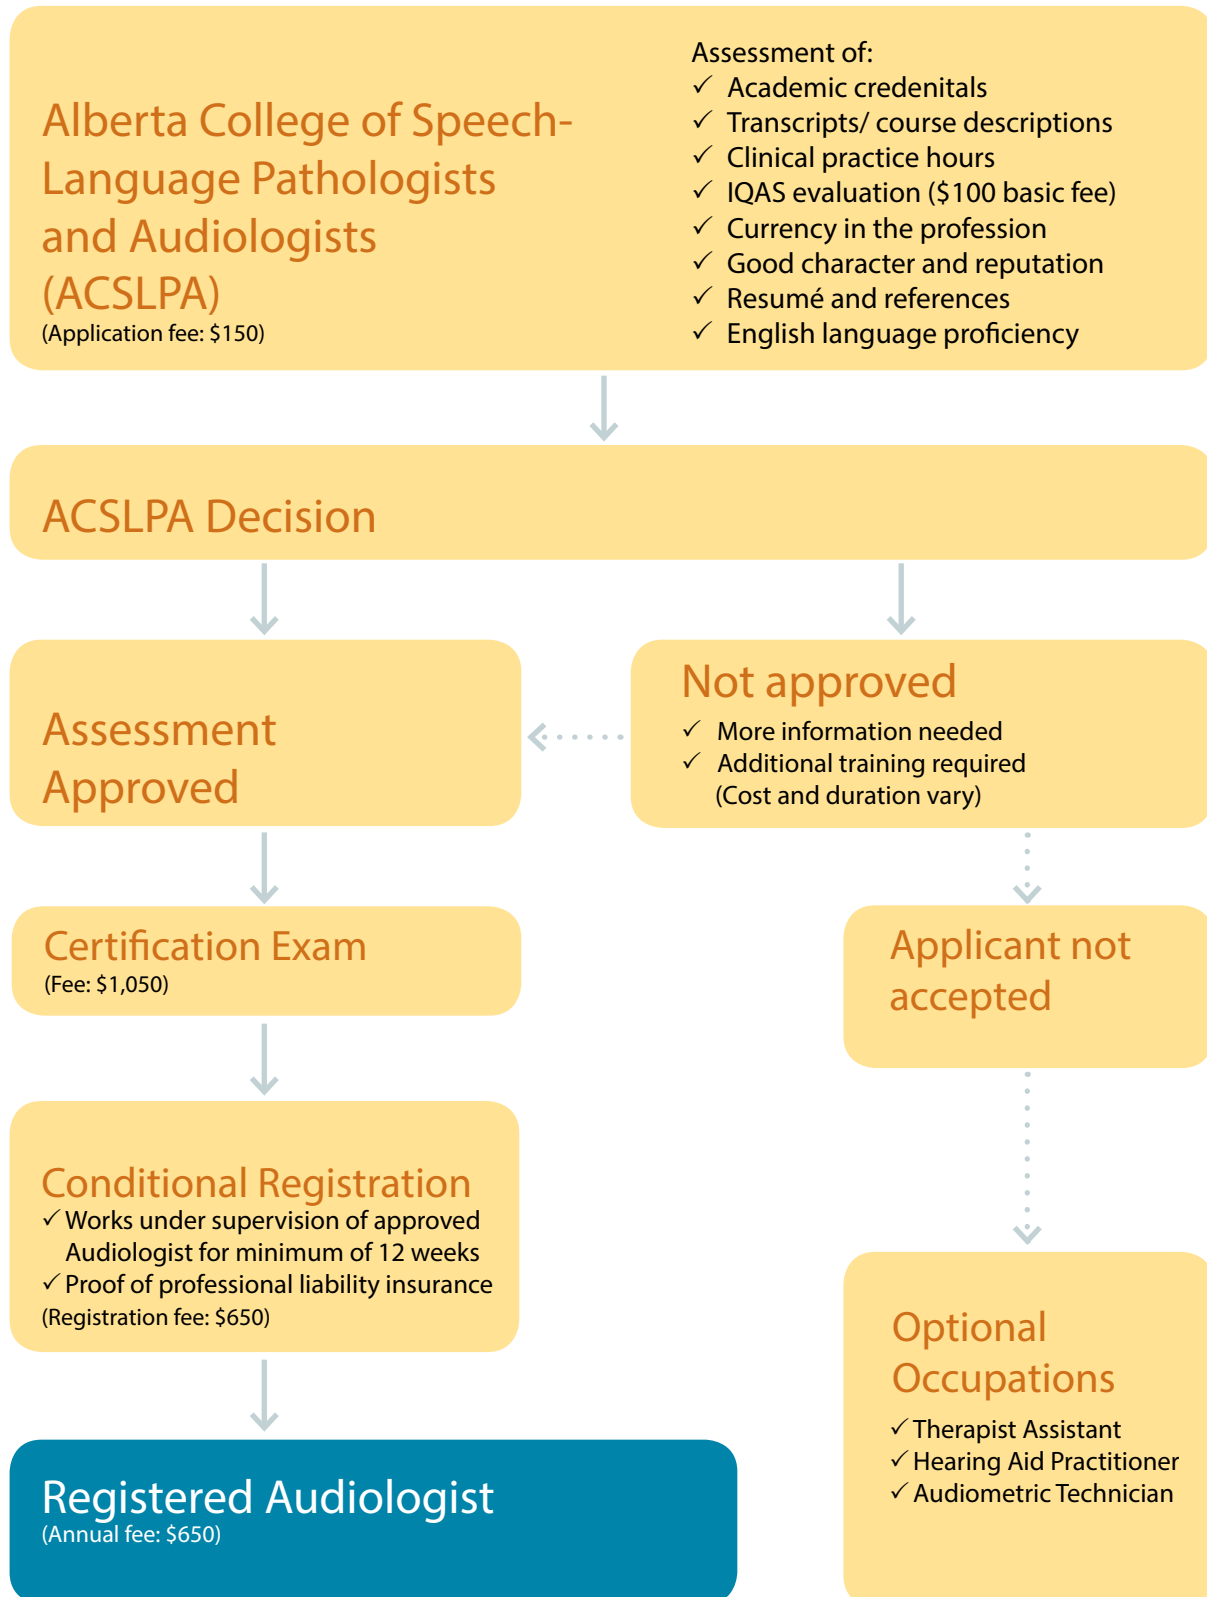 Alberta College of Speech-
Language Pathologists
and Audiologists
(ACSLPA)
(Application fee: $150)
Assessment of:
✓ Academic credenitals
✓ Transcripts/ course descriptions
✓ Clinical practice hours
✓ IQAS evaluation ($100 basic fee)
✓ Currency in the profession
✓ Good character and reputation
✓ Resumé and references
✓ English language proficiency
ACSLPA Decision
Assessment
Approved
Not approved
✓ More information needed
✓ Additional training required
(Cost and duration vary)
Certification Exam
(Fee: $1,050)
Applicant not
accepted
Conditional Registration
✓ Works under supervision of approved
Audiologist for minimum of 12 weeks
✓ Proof of professional liability insurance
(Registration fee: $650)
Optional
Occupations
✓ Therapist Assistant
✓ Hearing Aid Practitioner
✓ Audiometric Technician
Registered Audiologist
(Annual fee: $650)